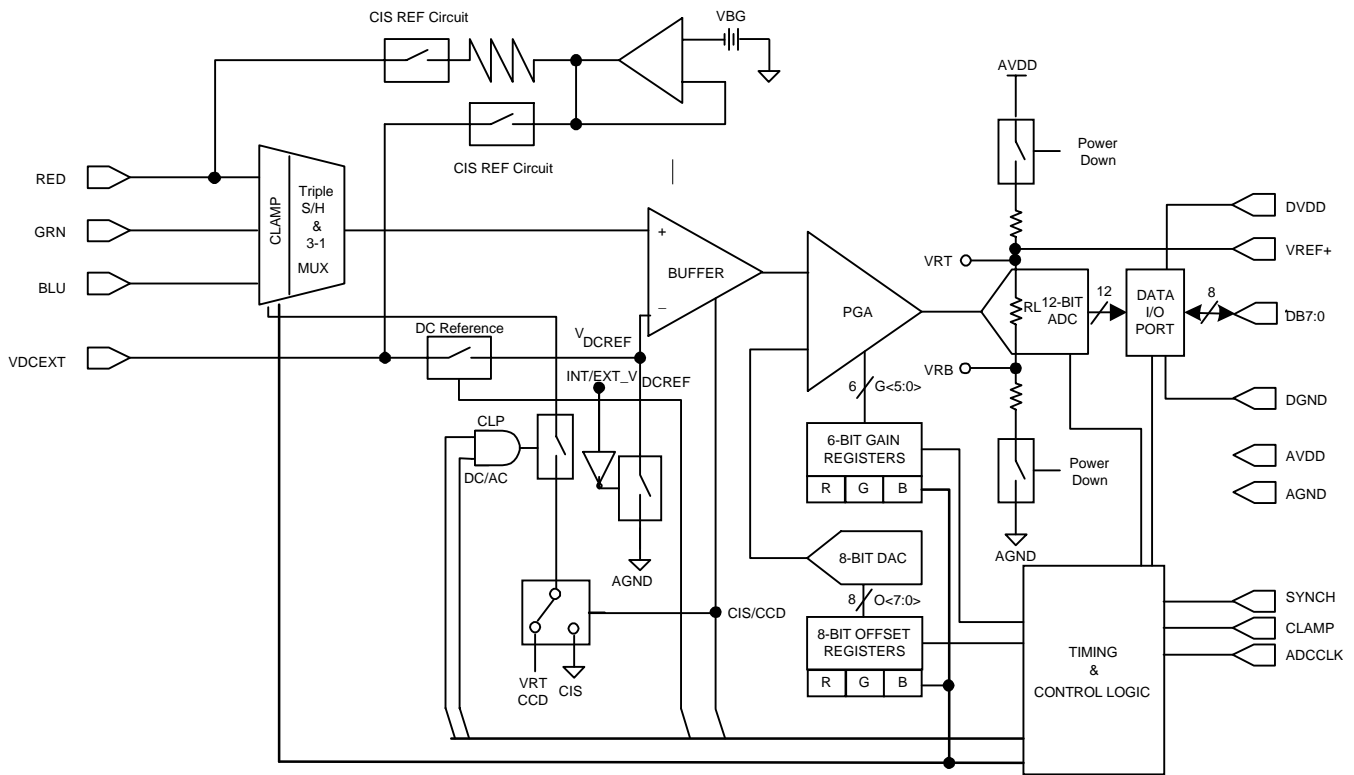 CIS REF Circuit
VBG
AVDD
CIS REF Circuit
Power
Down
RED
GRN
BLU
VDCEXT
CLAMP
Triple
S/H
&
3-1
MUX
+
BUFFER
–
PGA
VRT
RL
12-BIT
ADC
12
DATA
I/O
PORT
8
DVDD
VREF+
DB7:0
DC Reference
VDCREF
INT/EXT_VDCREF
VRB
DGND
CLP
DC/AC
6
G<5:0>
6-BIT GAIN
REGISTERS
R G B
Power
Down
AVDD
AGND
AGND
AGND
8-BIT DAC
8
O<7:0>
CIS/CCD
8-BIT OFFSET
REGISTERS
R G B
VRT
CCD
CIS
TIMING
&
CONTROL LOGIC
SYNCH
CLAMP
ADCCLK